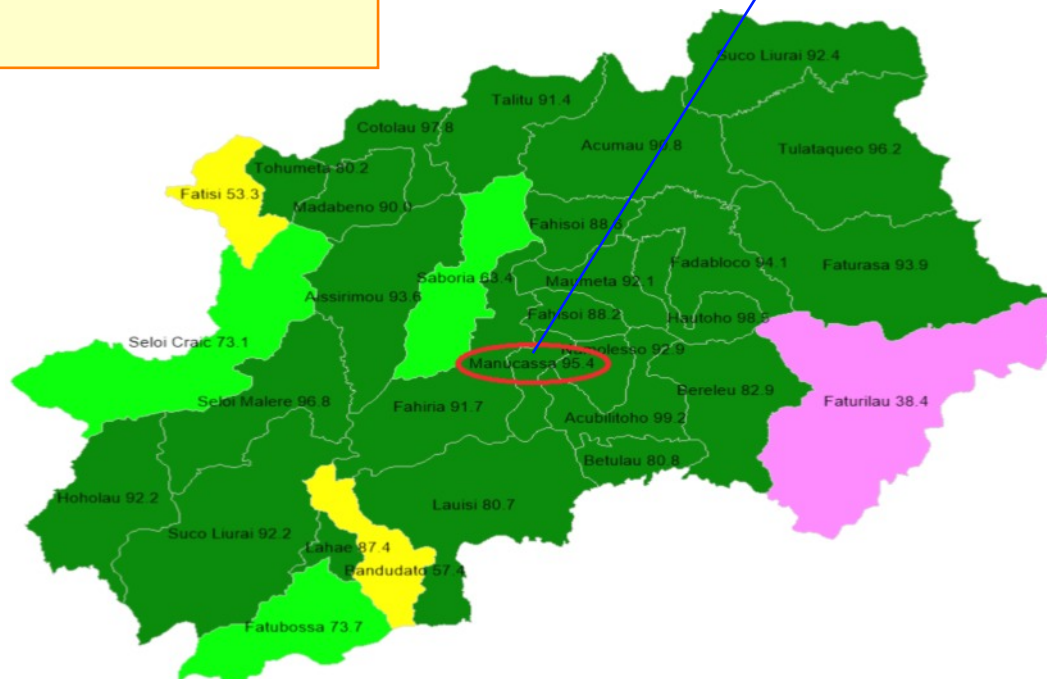 Suco Liurai 92.4
Talitu 91.4
Cotolau 97.8
Acumau 90.8
Tulataqueo 96.2
Tohumeta 80.2
Fatisi 53.3
Madabeno 90.0
Fahisoi 88.6
Fadabloco 94.1
Faturasa 93.9
Saboria 63.4
Maumeta 92.1
Aissirimou 93.6
Fahisoi 88.2
Hautoho 98.9
Seloi Craic 73.1
Namolesso 92.9
Manucassa 95.4
Bereleu 82.9
Seloi Malere 96.8
Fahiria 91.7
Faturilau 38.4
Acubilitoho 99.2
Betulau 80.8
Hoholau 92.2
Lauisi 80.7
Suco Liurai 92.2
Lahae 87.4
Bandudato 57.4
Fatubossa 73.7